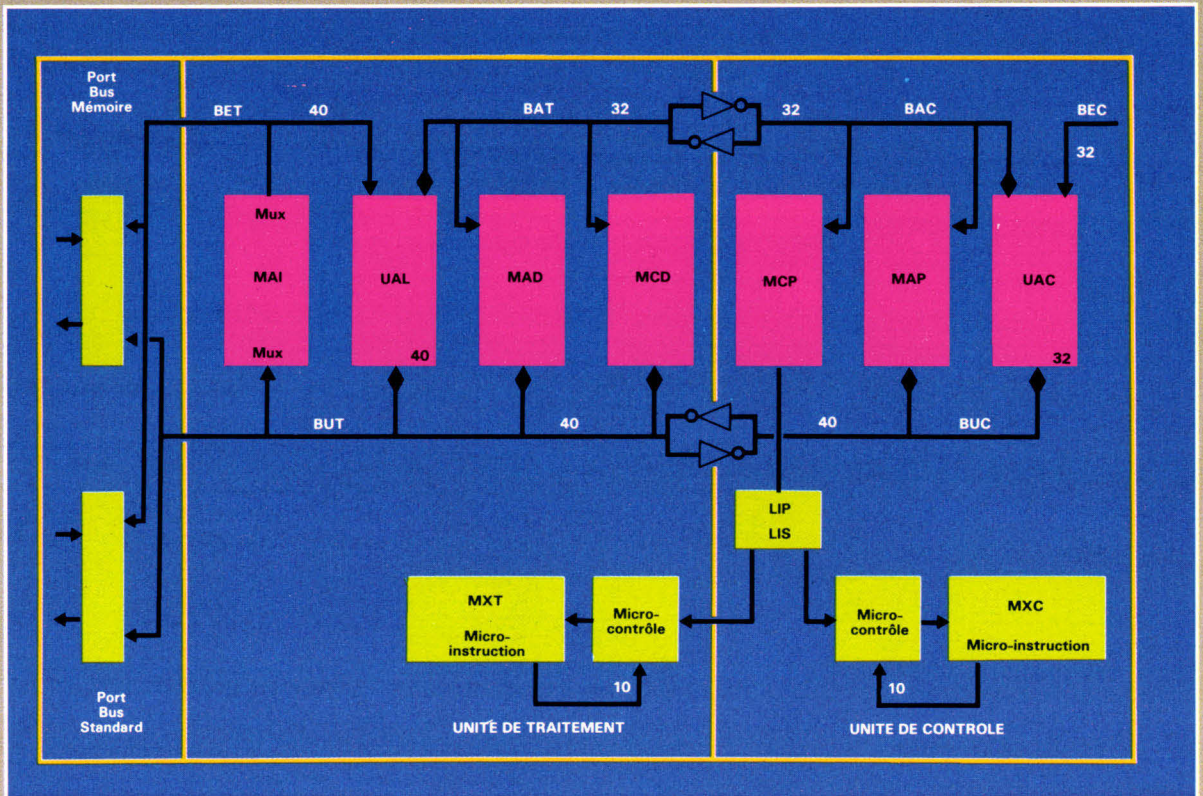 Port
Bus
Mémoire
BET
40
BAT
32
32
BAC
BEC
32
Mux
MAI
Mux
UAL
40
MAD
MCD
MCP
MAP
UAC
32
BUT
40
40
BUC
LIP
LIS
MXT
Micro-
instruction
Micro-
contrôle
10
Micro-
contrôle
10
MXC
Micro-instruction
Port
Bus
Standard
UNITE DE TRAITEMENT
UNITE DE CONTROLE